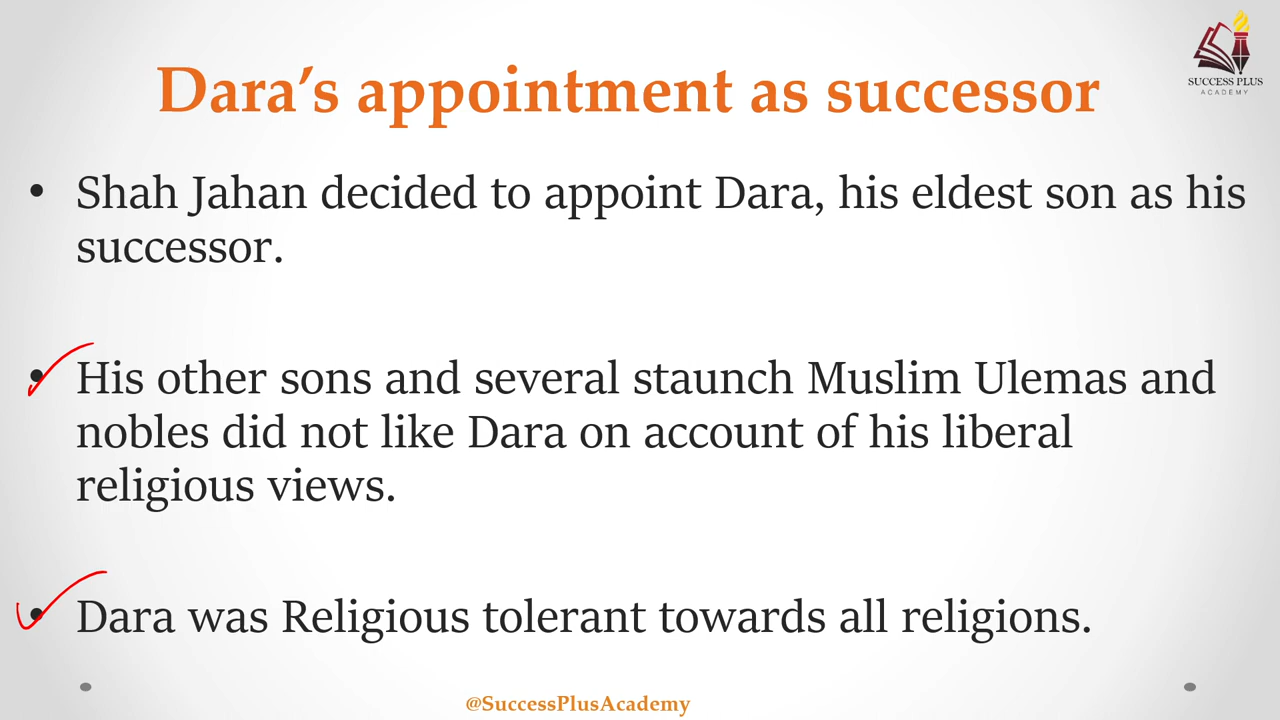 SUCCESS PLUS
ACADEMY
Dara’s appointment as successor
• Shah Jahan decided to appoint Dara, his eldest son as his
successor.
• His other sons and several staunch Muslim Ulemas and
nobles did not like Dara on account of his liberal
religious views.
• Dara was Religious tolerant towards all religions.
@SuccessPlusAcademy